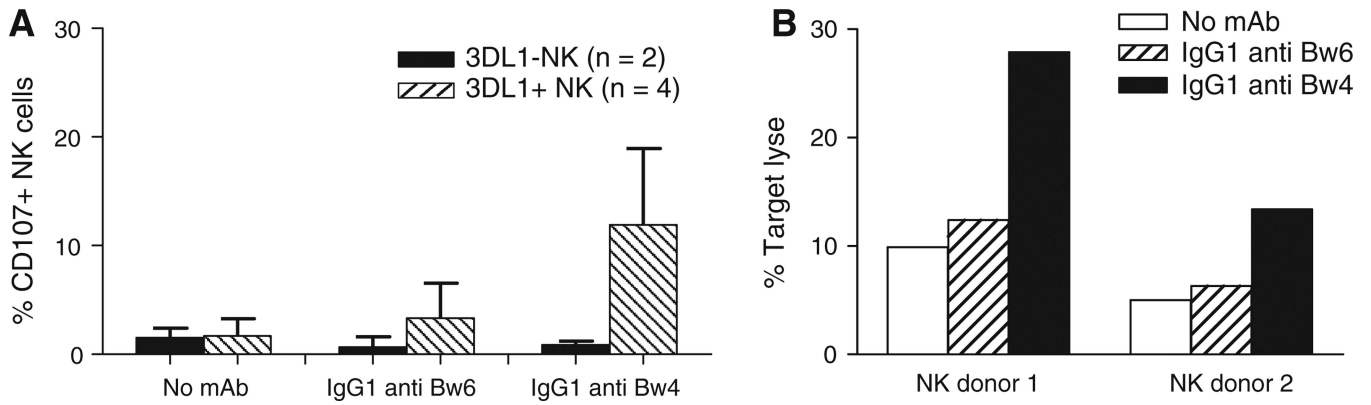 A
% CD107+ NK cells
30
20
10
0
3DL1-NK (n = 2)
3DL1+ NK (n = 4)
No mAb
IgG1 anti Bw6
IgG1 anti Bw4
B
% Target lyse
30
20
10
0
No mAb
IgG1 anti Bw6
IgG1 anti Bw4
NK donor 1
NK donor 2